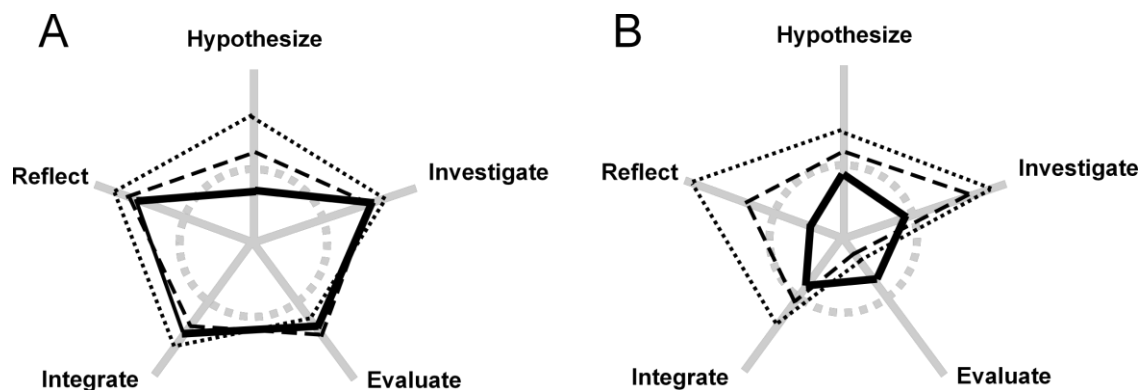 A
Hypothesize
Investigate
Evaluate
Integrate
Reflect
B
Hypothesize
Investigate
Evaluate
Integrate
Reflect